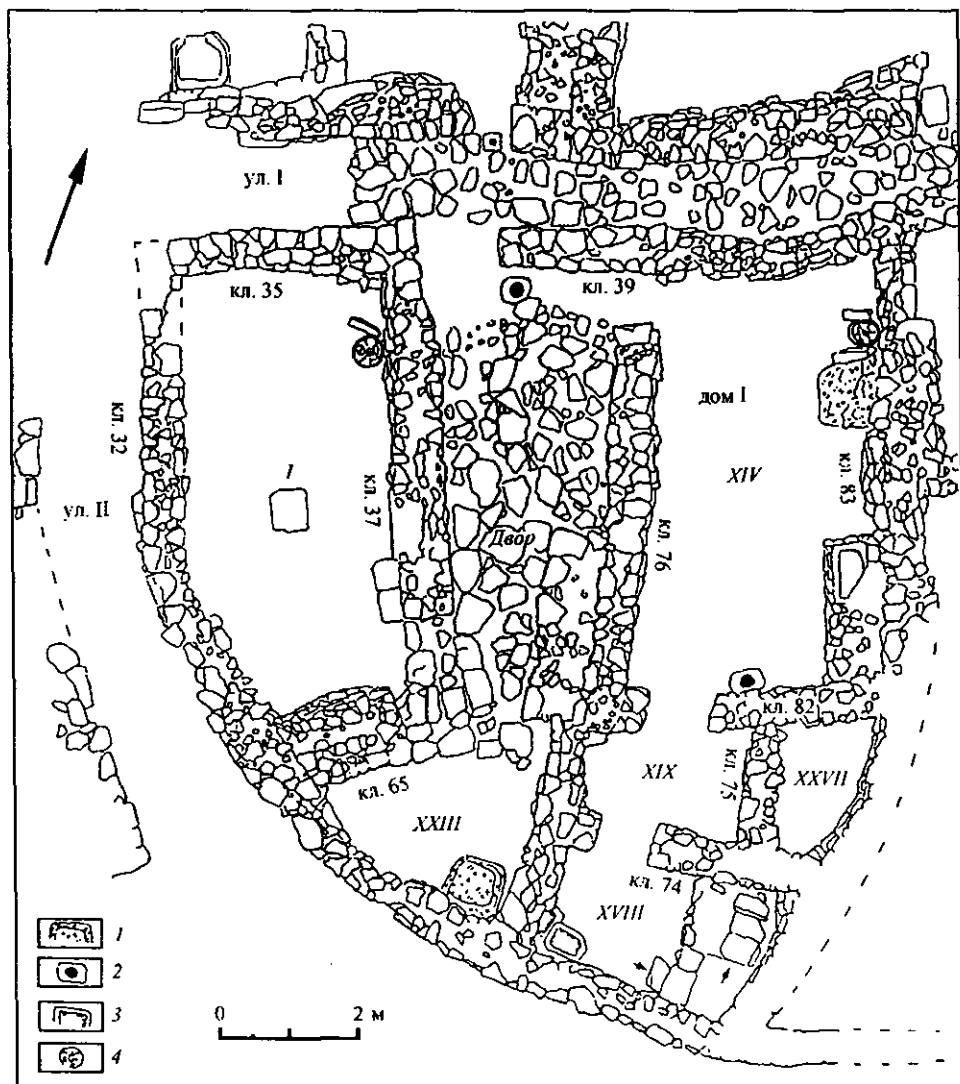 ул. I
кл. 35
кл. 39
кл. 32
дом I
ул. II
I
кл. 37
XIV
кл. 83
Двор
кл. 76
кл. 82
кл. 65
XXIII
XIX
кл. 75
XXVII
кл. 74
XVIII
1
2
3
4
0 2 м